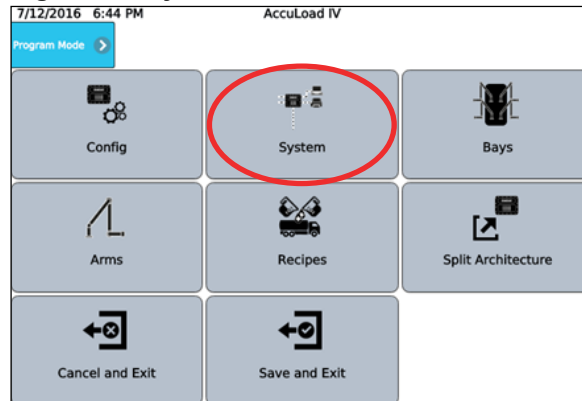 7/12/2016 6:44 PM AccuLoad IV
Program Mode
Config System Bays
Arms Recipes Split Architecture
Cancel and Exit Save and Exit